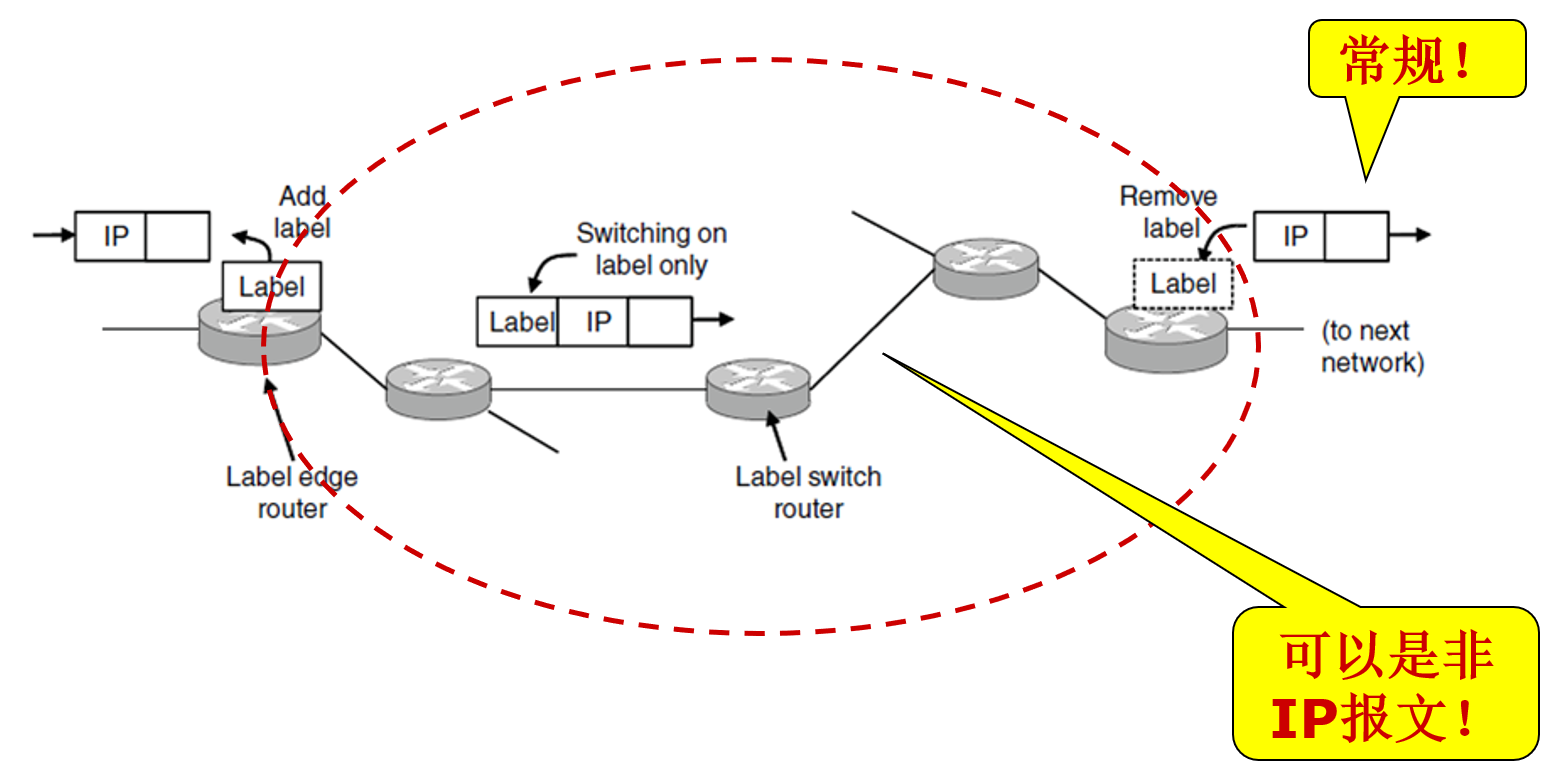 常规！
Add
label
IP
Label
Switching on
label only
Label IP
Remove
label
IP
Label
(to next
network)
Label edge
router
Label switch
router
可以是非
IP报文！